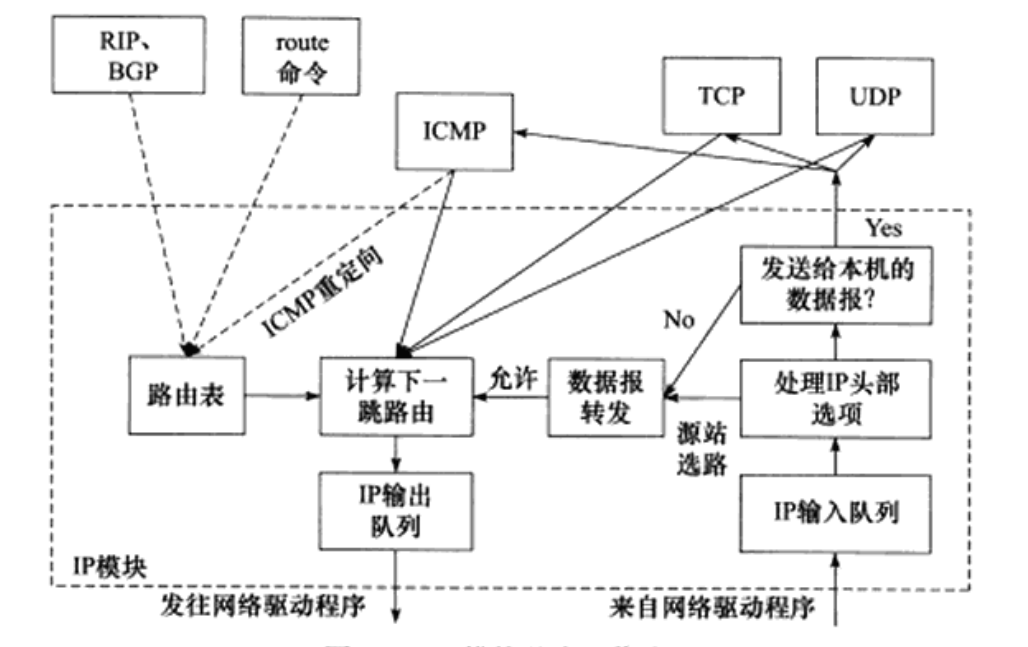 RIP、
BGP
route
命令
ICMP
TCP
UDP
Yes
发送给本机的
数据报？
ICMP重定向
No
路由表
计算下一
跳路由
允许
数据报
转发
处理IP头部
选项
源站
选路
IP输出
队列
IP输入队列
IP模块
发往网络驱动程序
来自网络驱动程序